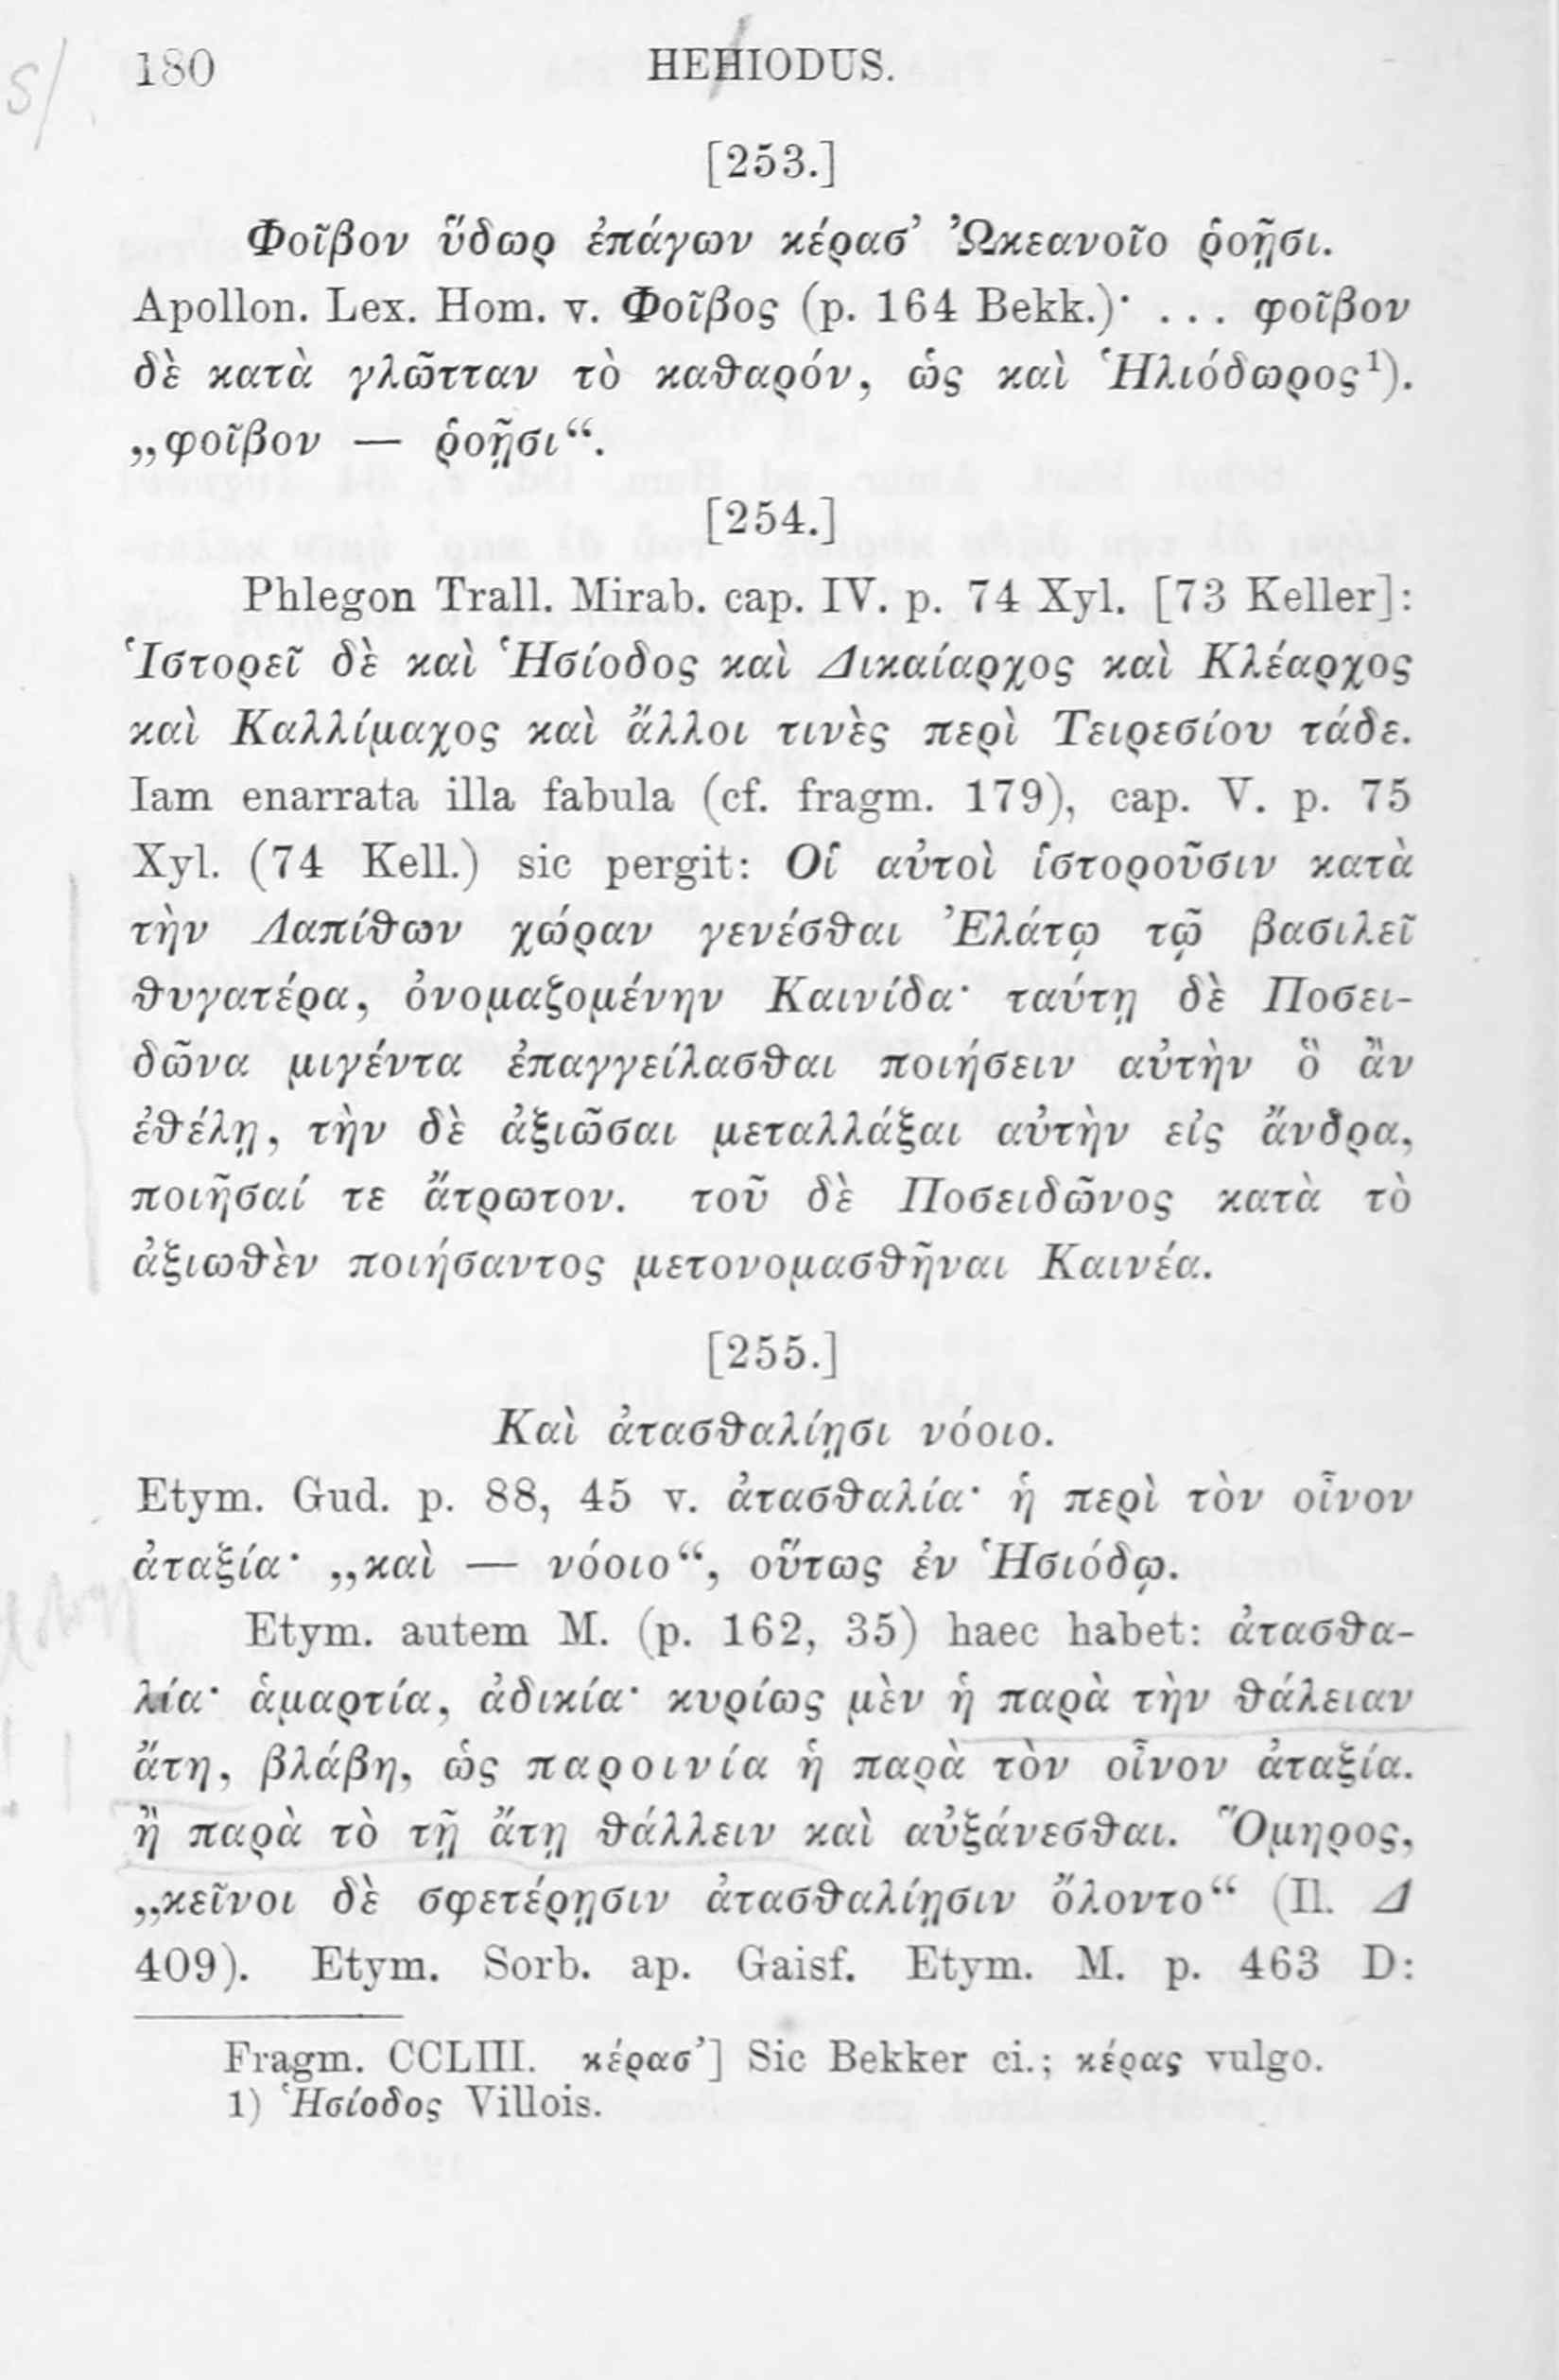 180 HEHIODUS.
[253.]
Φοῖβον ὕδωρ ἐπάγων κέρασ’ Ὠκεανοῖο ῥοῇσι.
Apollon. Lex. Hom. v. Φοῖβος (p. 164 Bekk.)· ... φοῖβον
δὲ κατὰ γλῶτταν τὸ καθαρόν, ὡς καὶ Ἡλιόδωρος¹).
„φοῖβον — ῥοῇσι“.
[254.]
Phlegon Trall. Mirab. cap. IV. p. 74 Xyl. [73 Keller]:
Ἱστορεῖ δὲ καὶ Ἡσίοδος καὶ Δικαίαρχος καὶ Κλέαρχος
καὶ Καλλίμαχος καὶ ἄλλοι τινὲς περὶ Τειρεσίου τάδε.
Iam enarrata illa fabula (cf. fragm. 179), cap. V. p. 75
Xyl. (74 Kell.) sic pergit: Οἱ αὐτοὶ ἱστοροῦσιν κατὰ
τὴν Λαπίθων χώραν γενέσθαι Ἐλάτῳ τῷ βασιλεῖ
θυγατέρα, ὀνομαζομένην Καινίδα· ταύτῃ δὲ Ποσει-
δῶνα μιγέντα ἐπαγγείλασθαι ποιήσειν αὐτὴν ὃ ἂν
ἐθέλῃ, τὴν δὲ ἀξιῶσαι μεταλλάξαι αὐτὴν εἰς ἄνδρα,
ποιῆσαί τε ἄτρωτον. τοῦ δὲ Ποσειδῶνος κατὰ τὸ
ἀξιωθὲν ποιήσαντος μετονομασθῆναι Καινέα.
[255.]
Καὶ ἀτασθαλίῃσι νόοιο.
Etym. Gud. p. 88, 45 v. ἀτασθαλία· ἡ περὶ τὸν οἶνον
ἀταξία· „καὶ — νόοιο“, οὕτως ἐν Ἡσιόδῳ.
Etym. autem M. (p. 162, 35) haec habet: ἀτασθα-
λία· ἁμαρτία, ἀδικία· κυρίως μὲν ἡ παρὰ τὴν θάλειαν
ἄτη, βλάβη, ὡς παροινία ἡ παρὰ τὸν οἶνον ἀταξία.
ἢ παρὰ τὸ τῇ ἄτῃ θάλλειν καὶ αὐξάνεσθαι. Ὅμηρος,
„κεῖνοι δὲ σφετέρῃσιν ἀτασθαλίῃσιν ὄλοντο“ (Il. Δ
409). Etym. Sorb. ap. Gaisf. Etym. M. p. 463 D:
Fragm. CCLIII. κέρασ’] Sic Bekker ci.; κέρας vulgo.
1) Ἡσίοδος Villois.
s/